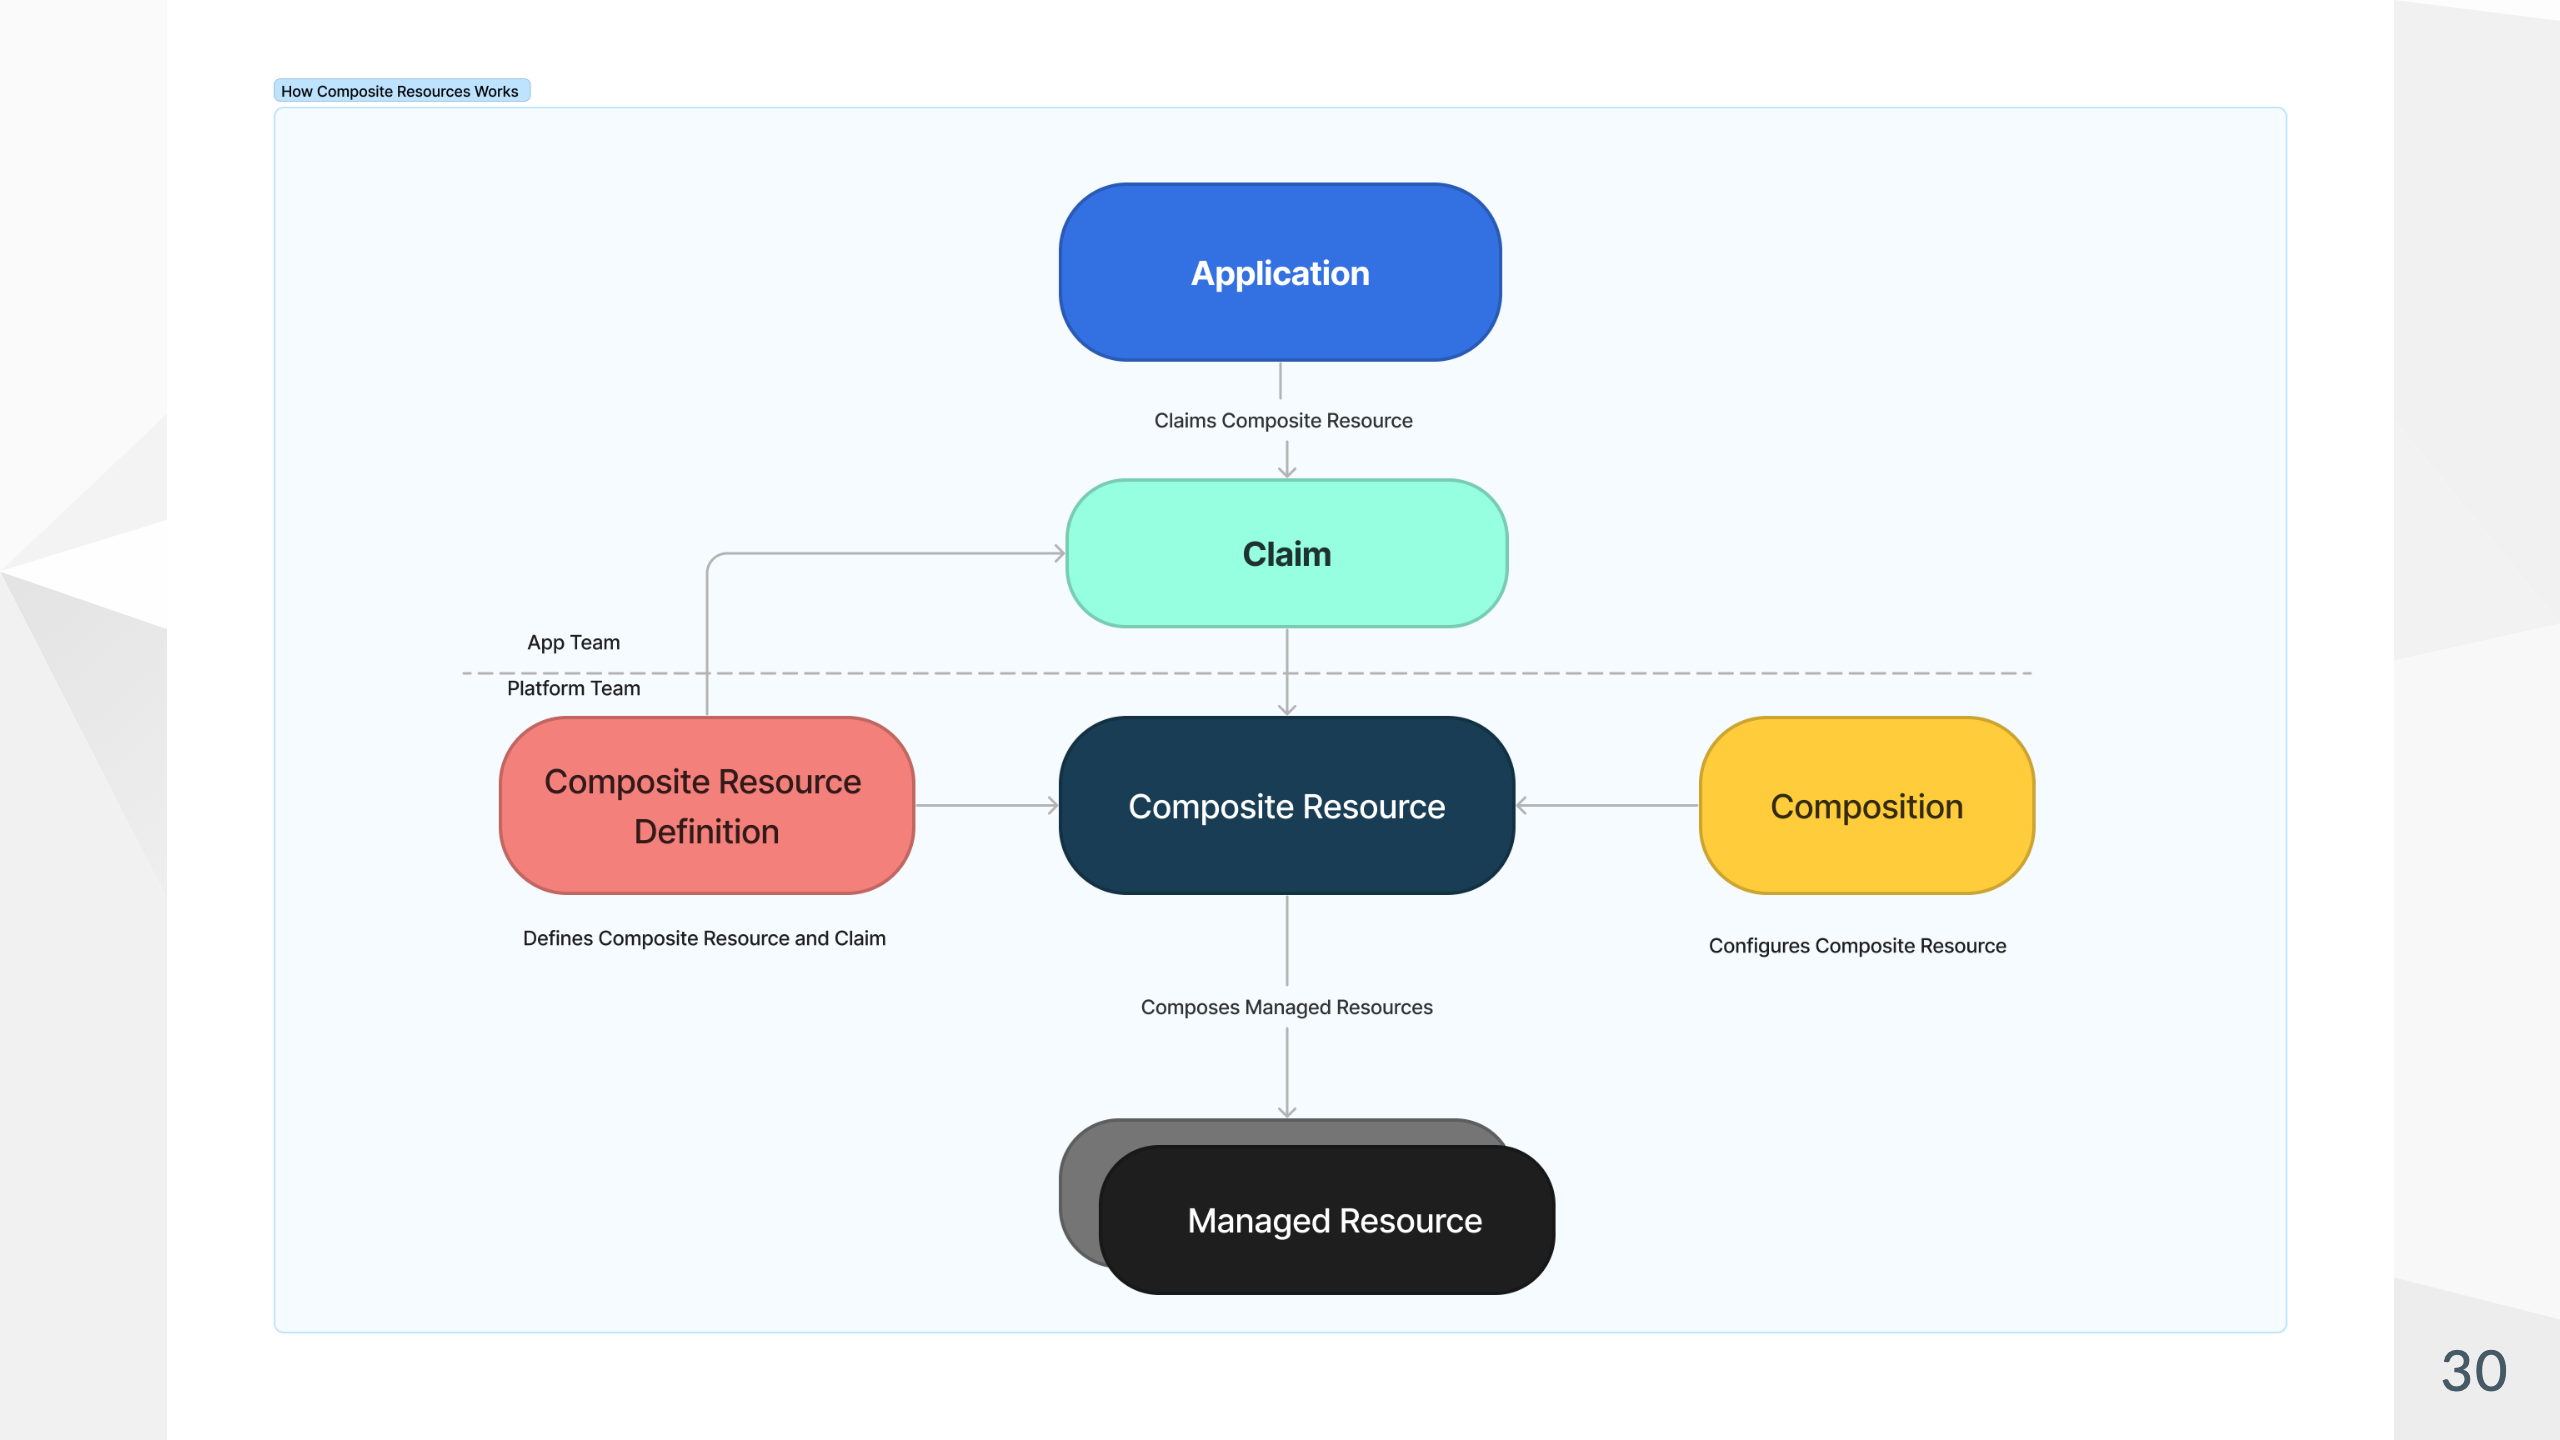 How Composite Resources Works
Application
Claims Composite Resource
Claim
App Team
Platform Team
Composite Resource
Definition
Composite Resource
Composition
Defines Composite Resource and Claim
Configures Composite Resource
Composes Managed Resources
Managed Resource
30